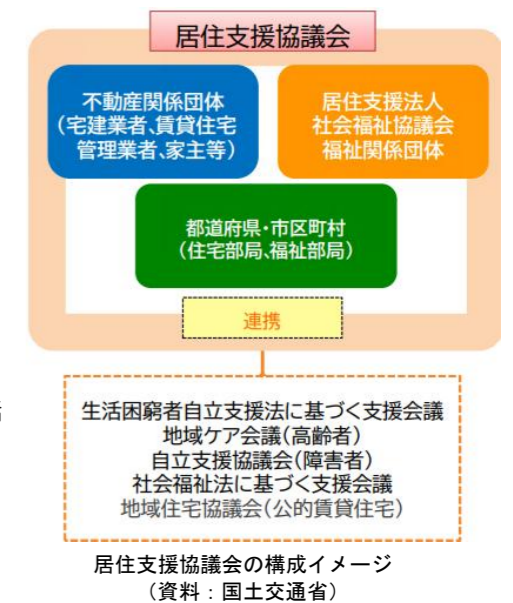 居住支援協議会
不動産関係団体
(宅建業者、賃貸住宅
管理業者、家主等)
居住支援法人
社会福祉協議会
福祉関係団体
都道府県・市区町村
(住宅部局、福祉部局)
連携
生活困窮者自立支援法に基づく支援会議
地域ケア会議(高齢者)
自立支援協議会(障害者)
社会福祉法に基づく支援会議
地域住宅協議会(公的賃貸住宅)
居住支援協議会の構成イメージ
(資料:国土交通省)